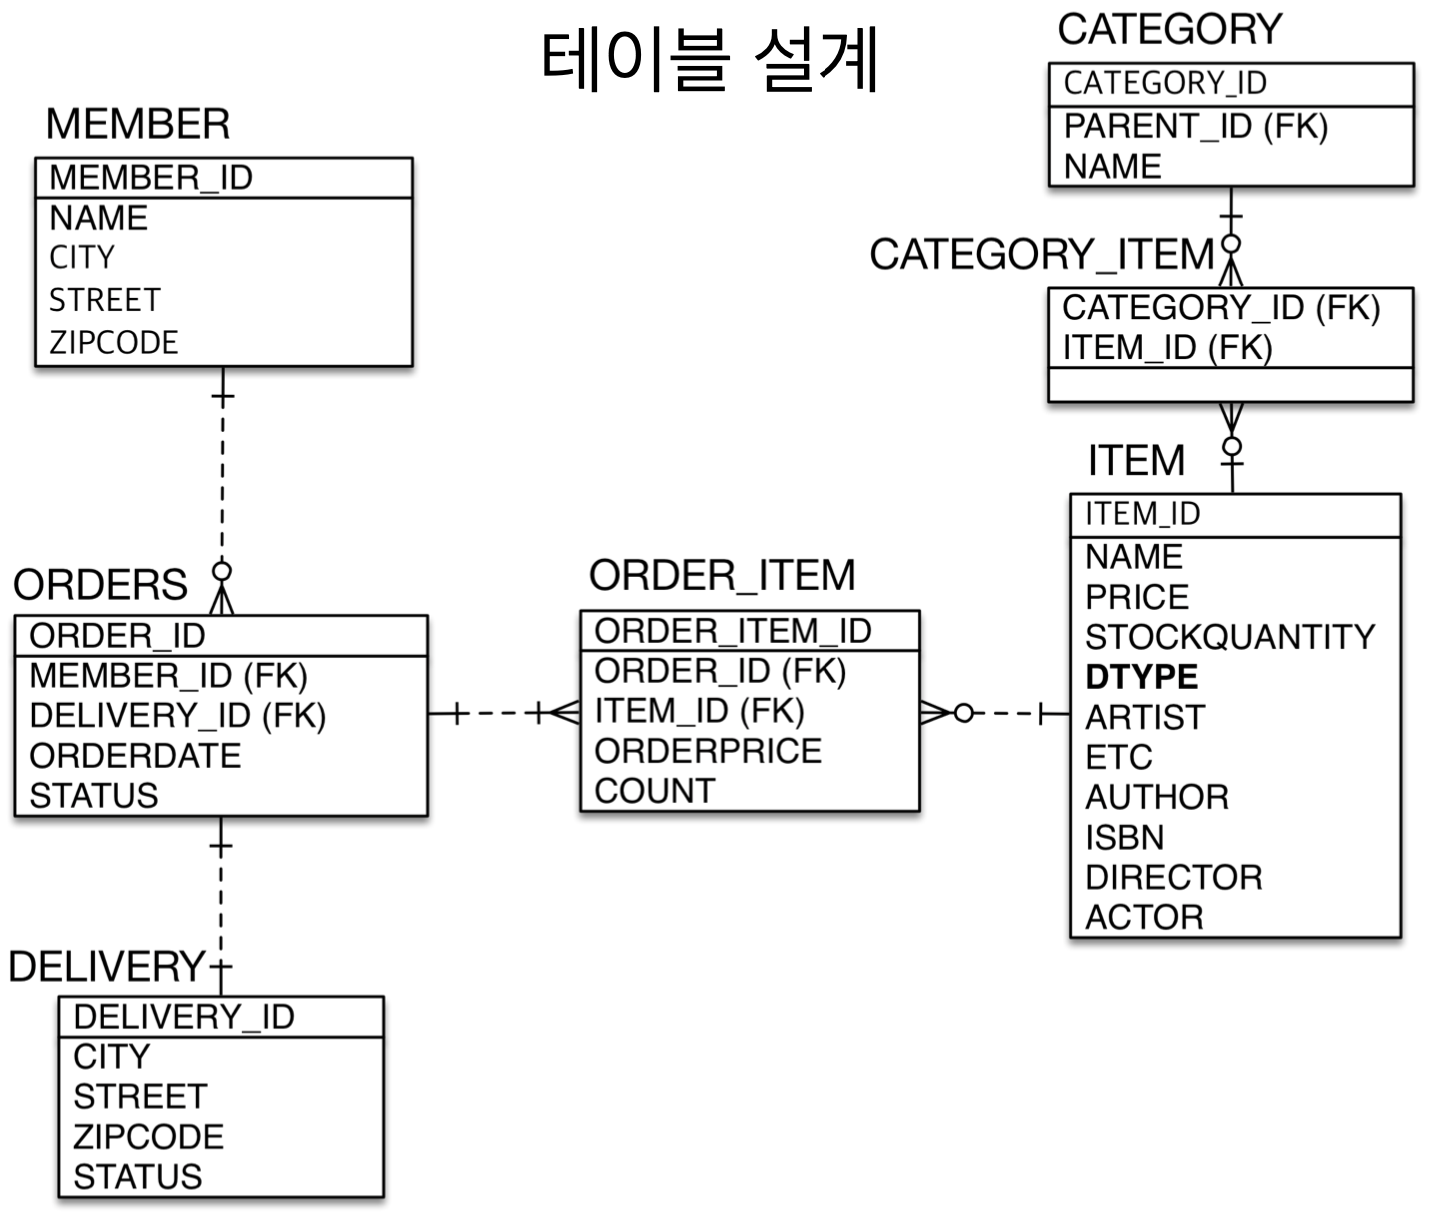 테이블 설계
MEMBER
MEMBER_ID
NAME
CITY
STREET
ZIPCODE
ORDERS
ORDER_ID
MEMBER_ID (FK)
DELIVERY_ID (FK)
ORDERDATE
STATUS
DELIVERY
DELIVERY_ID
CITY
STREET
ZIPCODE
STATUS
ORDER_ITEM
ORDER_ITEM_ID
ORDER_ID (FK)
ITEM_ID (FK)
ORDERPRICE
COUNT
CATEGORY
CATEGORY_ID
PARENT_ID (FK)
NAME
CATEGORY_ITEM
CATEGORY_ID (FK)
ITEM_ID (FK)
ITEM
ITEM_ID
NAME
PRICE
STOCKQUANTITY
DTYPE
ARTIST
ETC
AUTHOR
ISBN
DIRECTOR
ACTOR